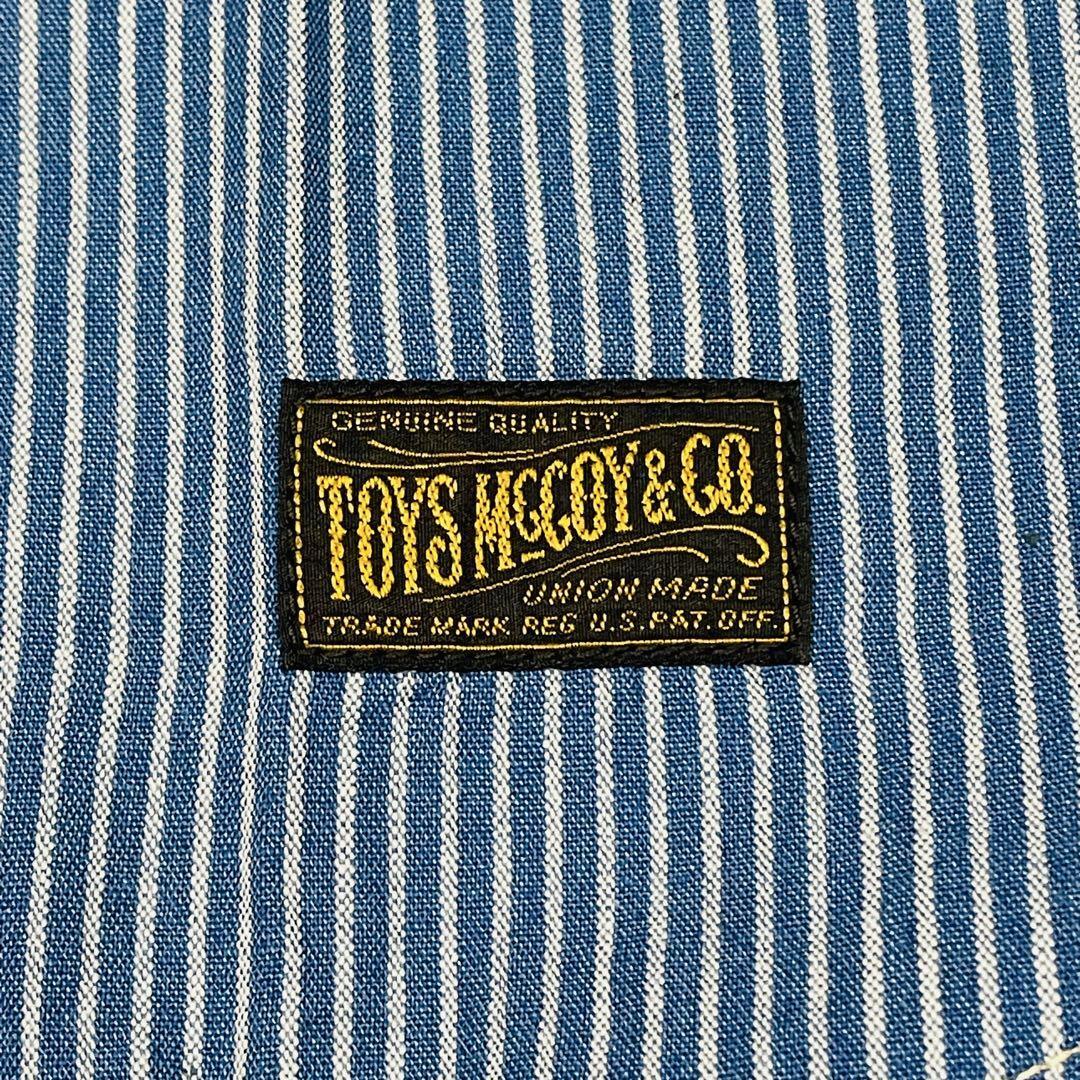 GENUINE QUALITY
TOYS McCOY & CO.
UNION MADE
TRADE MARK REG U.S. PAT. OFF.